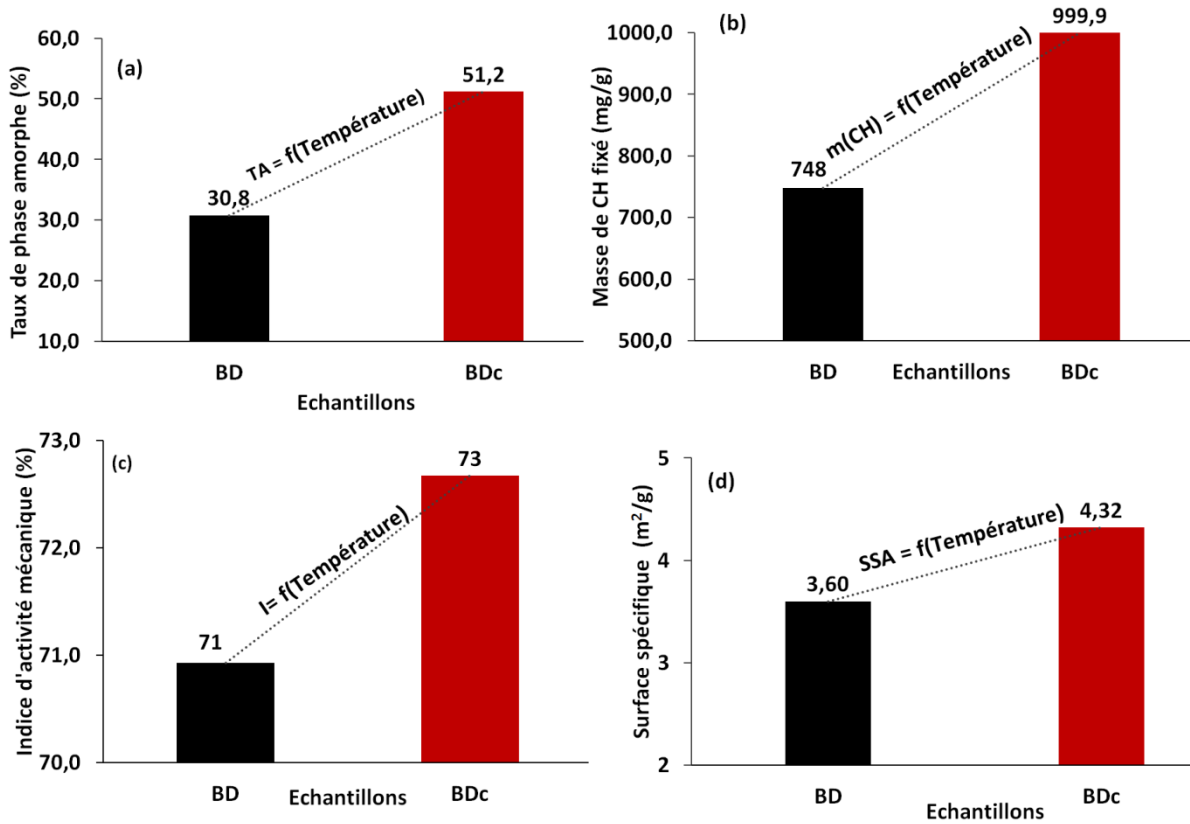 (a)
Taux de phase amorphe (%)
60,0
50,0
40,0
30,0
20,0
10,0
30,8
TA = f(Température)
51,2
BD
BDc
Echantillons
(b)
Masse de CH fixé (mg/g)
1000,0
900,0
800,0
700,0
600,0
500,0
748
m(CH) = f(Température)
999,9
BD
Echantillons
BDc
(c)
Indice d'activité mécanique (%)
73,0
72,0
71,0
70,0
71
I= f(Température)
73
BD
Echantillons
BDc
(d)
Surface spécifique (m²/g)
5
4
3
2
3,60
SSA = f(Température)
4,32
BD
BDc
Echantillons